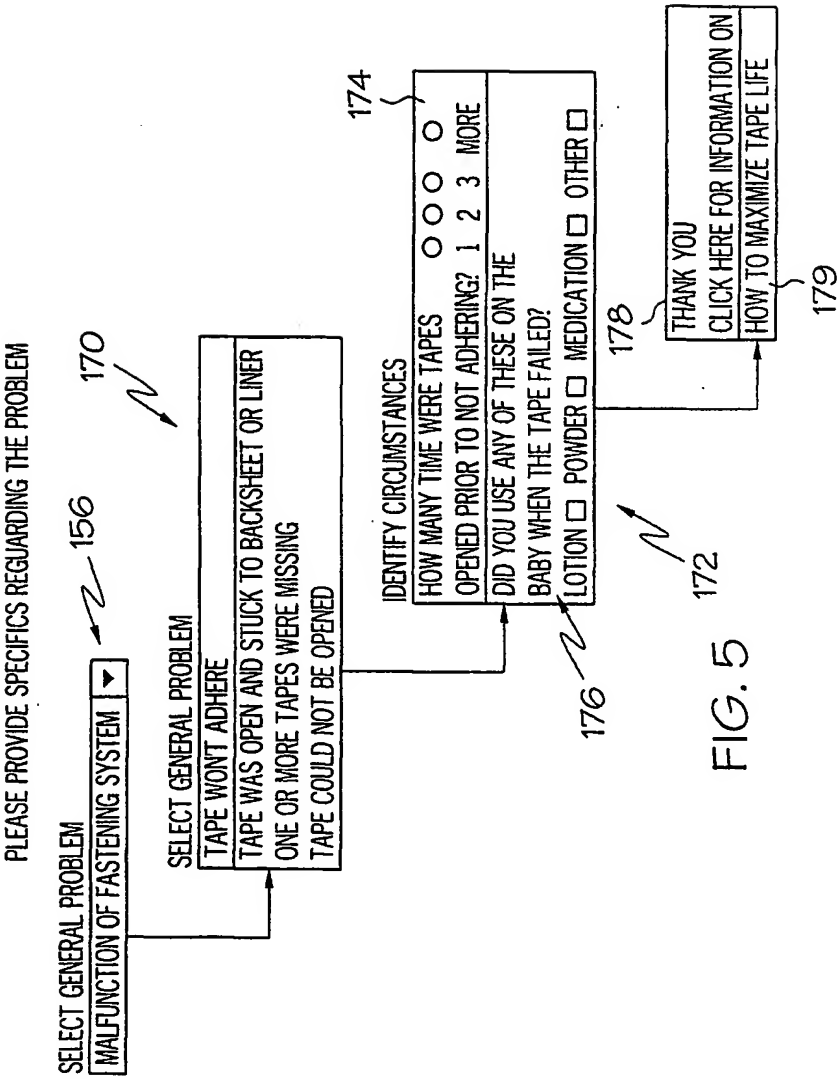 PLEASE PROVIDE SPECIFICS REGUARDING THE PROBLEM
SELECT GENERAL PROBLEM
MALFUNCTION OF FASTENING SYSTEM
156
SELECT GENERAL PROBLEM
TAPE WONT ADHERE
TAPE WAS OPEN AND STUCK TO BACKSHEET OR LINER
ONE OR MORE TAPES WERE MISSING
TAPE COULD NOT BE OPENED
170
IDENTIFY CIRCUMSTANCES
HOW MANY TIME WERE TAPES
OPENED PRIOR TO NOT ADHERING? 1 2 3 MORE
174
DID YOU USE ANY OF THESE ON THE
BABY WHEN THE TAPE FAILED?
LOTION POWDER MEDICATION OTHER
176
172
178
THANK YOU
CLICK HERE FOR INFORMATION ON
HOW TO MAXIMIZE TAPE LIFE
179
FIG. 5